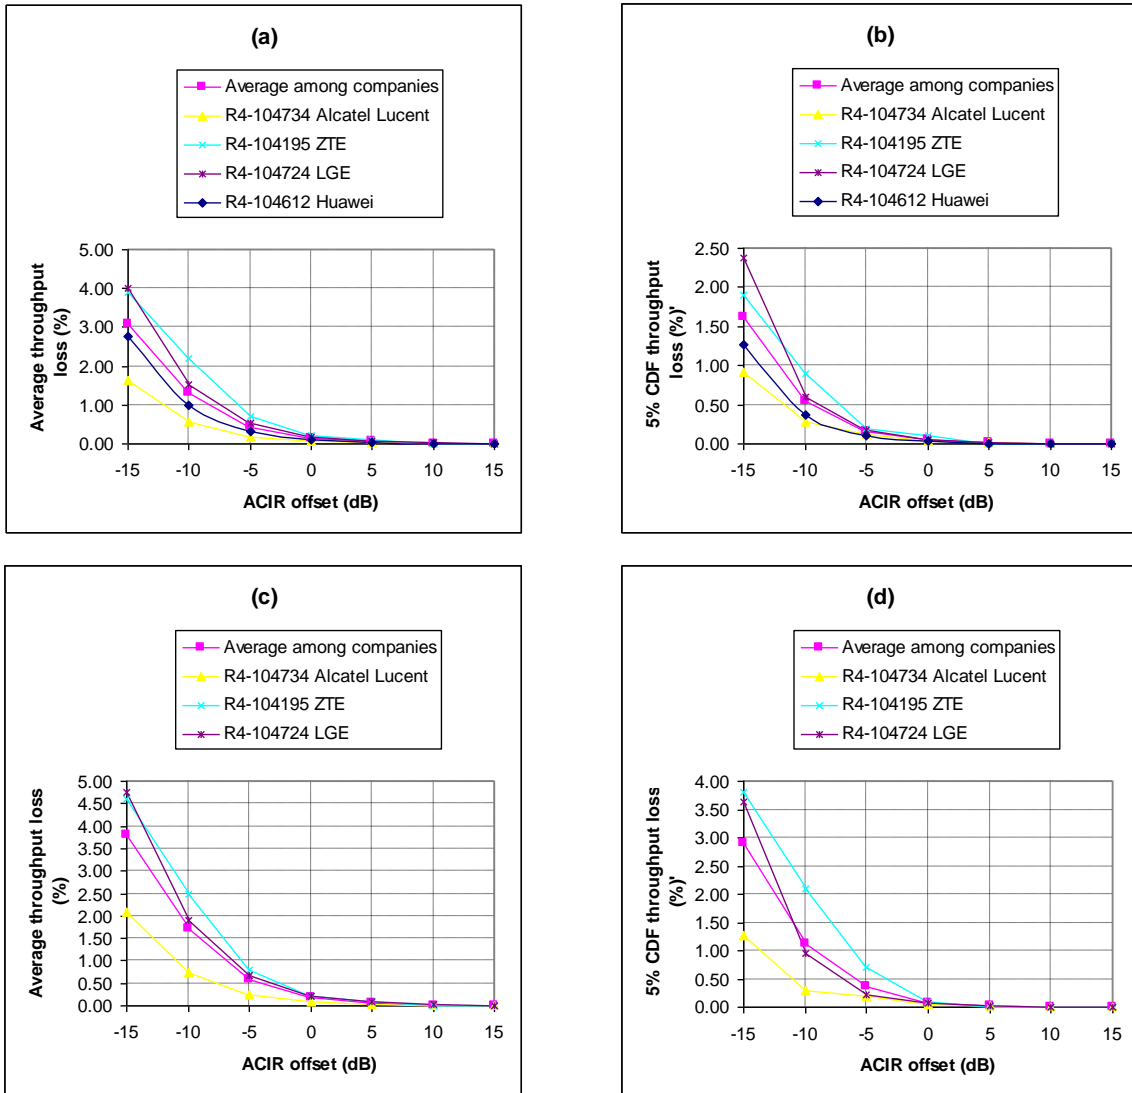 (a)
Average among companies
R4-104734 Alcatel Lucent
R4-104195 ZTE
R4-104724 LGE
R4-104612 Huawei
5.00
4.00
3.00
2.00
1.00
0.00
-15 -10 -5 0 5 10 15
Average throughput
loss (%)
ACIR offset (dB)
(b)
Average among companies
R4-104734 Alcatel Lucent
R4-104195 ZTE
R4-104724 LGE
R4-104612 Huawei
2.50
2.00
1.50
1.00
0.50
0.00
-15 -10 -5 0 5 10 15
5% CDF throughput
loss (%)'
ACIR offset (dB)
(c)
Average among companies
R4-104734 Alcatel Lucent
R4-104195 ZTE
R4-104724 LGE
5.00
4.50
4.00
3.50
3.00
2.50
2.00
1.50
1.00
0.50
0.00
-15 -10 -5 0 5 10 15
Average throughput loss
(%)
ACIR offset (dB)
(d)
Average among companies
R4-104734 Alcatel Lucent
R4-104195 ZTE
R4-104724 LGE
4.00
3.50
3.00
2.50
2.00
1.50
1.00
0.50
0.00
-15 -10 -5 0 5 10 15
5% CDF throughput loss
(%)'
ACIR offset (dB)